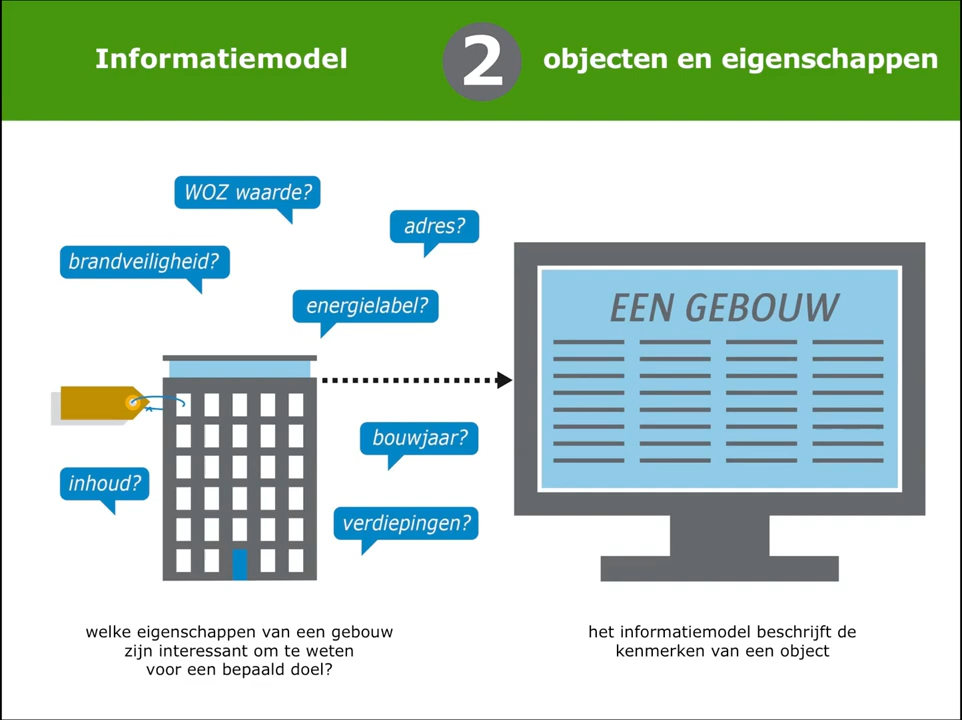 Informatiemodel 2 objecten en eigenschappen
WOZ waarde?
adres?
brandveiligheid?
energielabel?
EEN GEBOUW
bouwjaar?
inhoud?
verdiepingen?
welke eigenschappen van een gebouw
zijn interessant om te weten
voor een bepaald doel?
het informatiemodel beschrijft de
kenmerken van een object